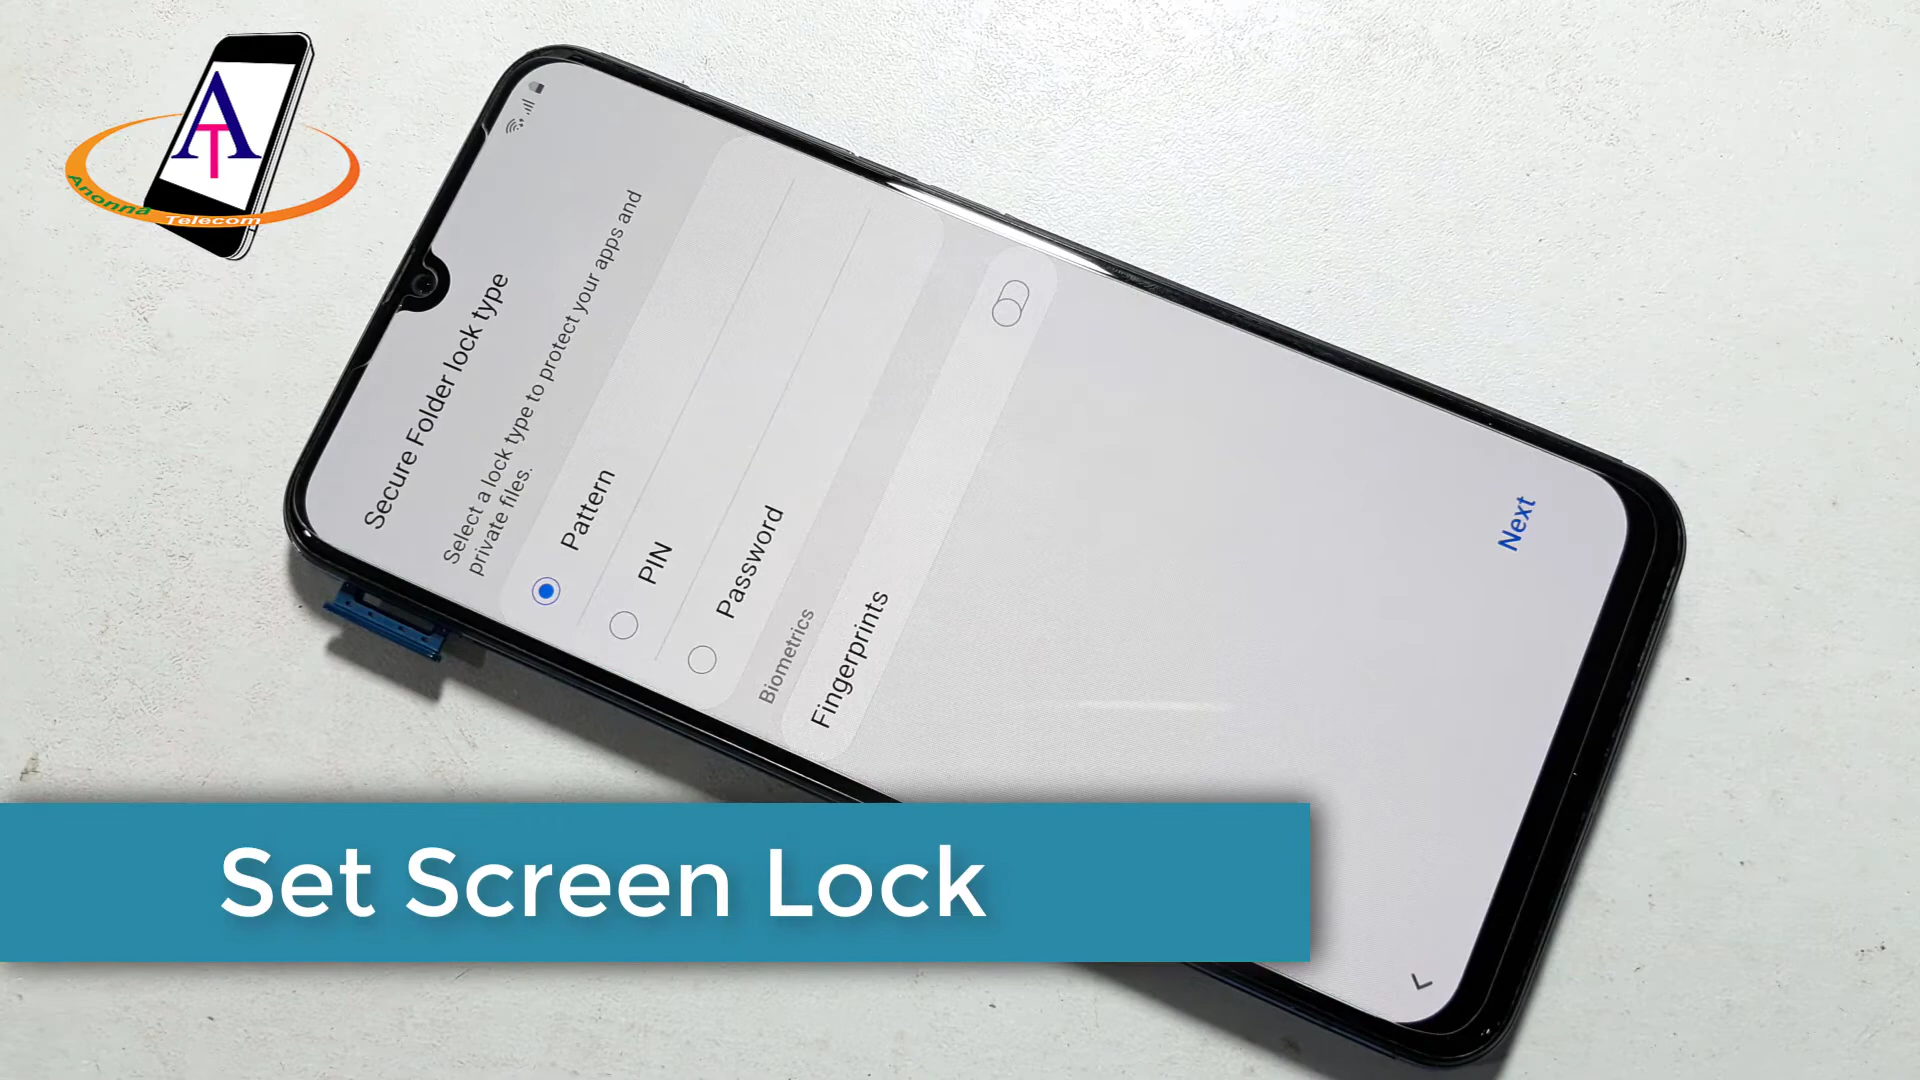 AT
Anonna Telecom
Secure Folder lock type
Select a lock type to protect your apps and
private files.
Pattern
PIN
Password
Biometrics
Fingerprints
Next
Set Screen Lock